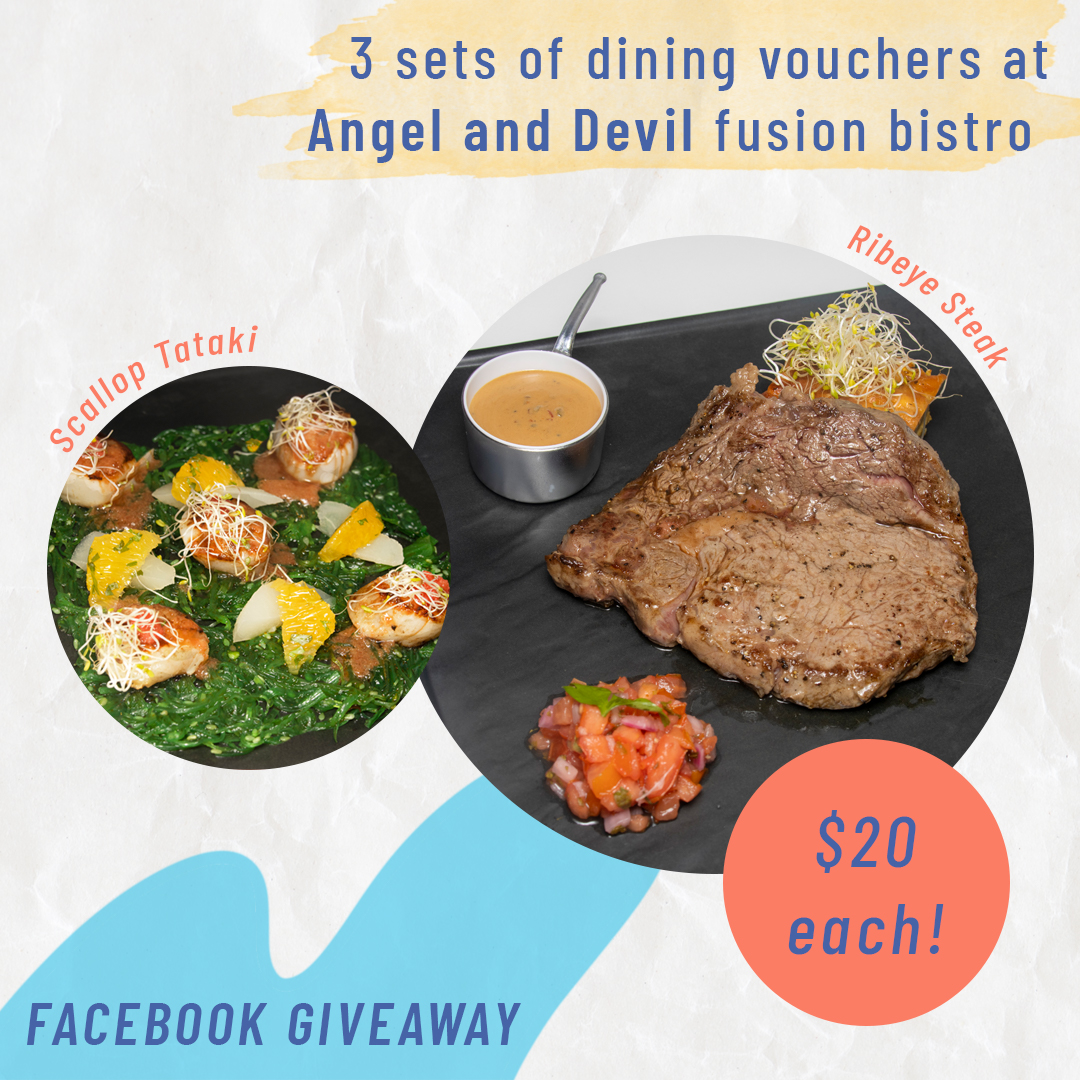 3 sets of dining vouchers at
Angel and Devil fusion bistro
Ribeye Steak
Scallop Tataki
$20
each!
FACEBOOK GIVEAWAY